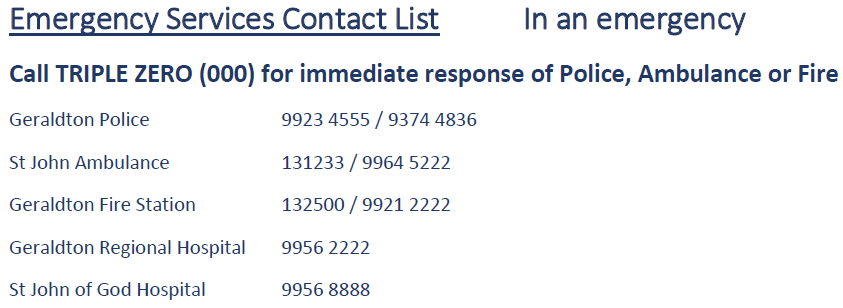 Emergency Services Contact List In an emergency
Call TRIPLE ZERO (000) for immediate response of Police, Ambulance or Fire
Geraldton Police 9923 4555 / 9374 4836
St John Ambulance 131233 / 9964 5222
Geraldton Fire Station 132500 / 9921 2222
Geraldton Regional Hospital 9956 2222
St John of God Hospital 9956 8888